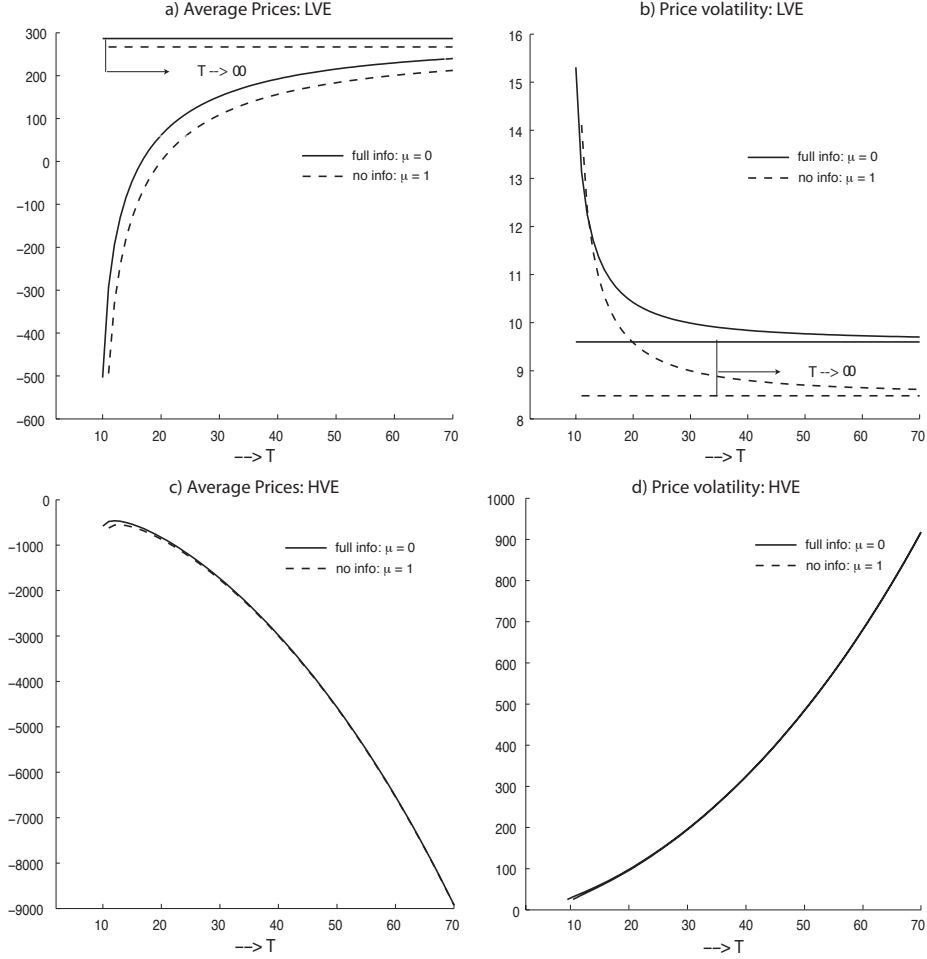 a) Average Prices: LVE
300
200
100
0
−100
−200
−300
−400
−500
−600
T −−> 00
full info: μ = 0
no info: μ = 1
10 20 30 40 50 60 70
−−> T
b) Price volatility: LVE
16
15
14
13
12
11
10
9
8
full info: μ = 0
no info: μ = 1
T −−> 00
10 20 30 40 50 60 70
−−> T
c) Average Prices: HVE
0
−1000
−2000
−3000
−4000
−5000
−6000
−7000
−8000
−9000
full info: μ = 0
no info: μ = 1
10 20 30 40 50 60 70
−−> T
d) Price volatility: HVE
1000
900
800
700
600
500
400
300
200
100
0
full info: μ = 0
no info: μ = 1
10 20 30 40 50 60 70
−−> T